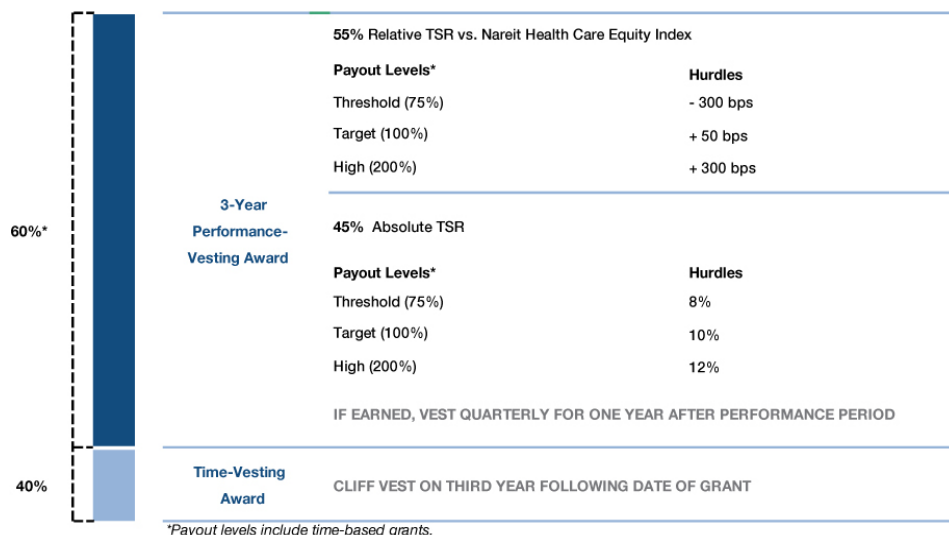 55% Relative TSR vs. Nareit Health Care Equity Index
Payout Levels* Hurdles
Threshold (75%) - 300 bps
Target (100%) + 50 bps
High (200%) + 300 bps
60%*
3-Year
Performance-
Vesting Award
45% Absolute TSR
Payout Levels* Hurdles
Threshold (75%) 8%
Target (100%) 10%
High (200%) 12%
IF EARNED, VEST QUARTERLY FOR ONE YEAR AFTER PERFORMANCE PERIOD
40%
Time-Vesting
Award
CLIFF VEST ON THIRD YEAR FOLLOWING DATE OF GRANT
*Payout levels include time-based grants.